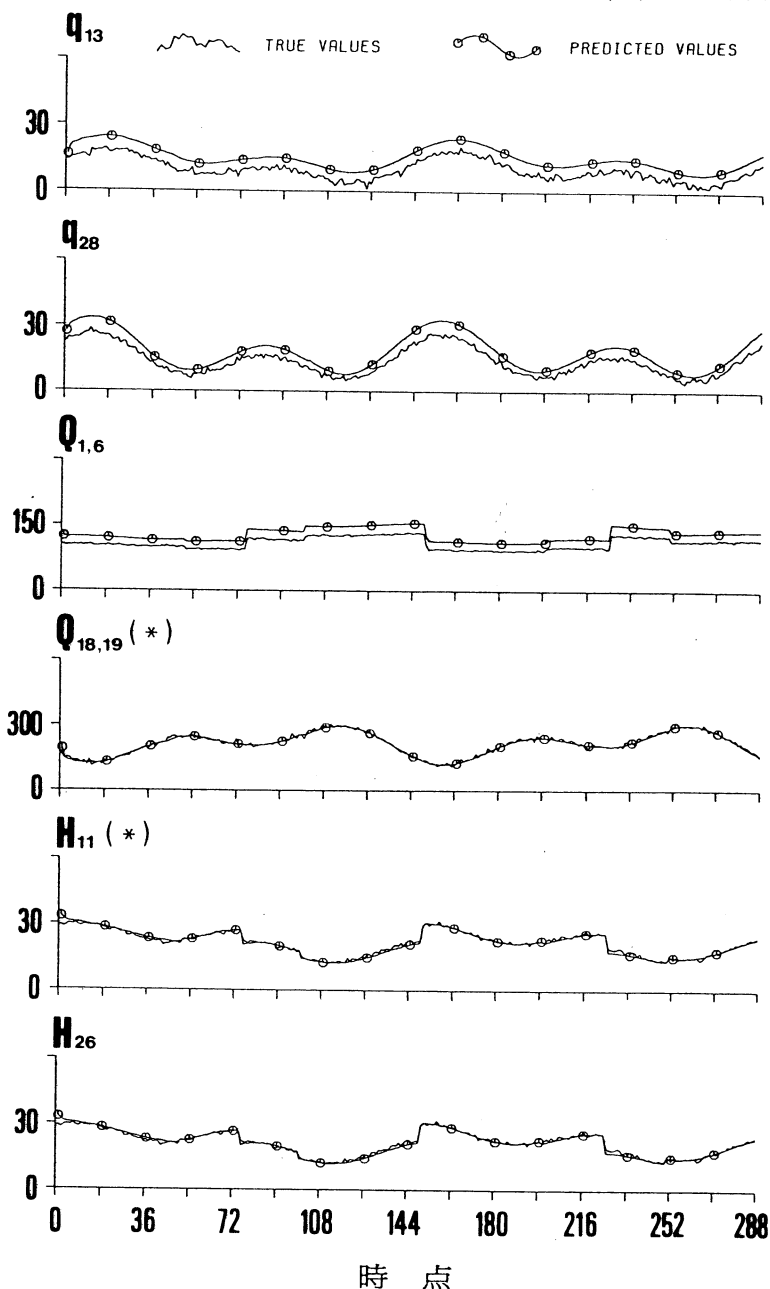 q13
TRUE VALUES
PREDICTED VALUES
30
0
q28
30
0
Q1,6
150
0
Q18,19 (*)
300
0
H11 (*)
30
0
H26
30
0
0 36 72 108 144 180 216 252 288
時 点